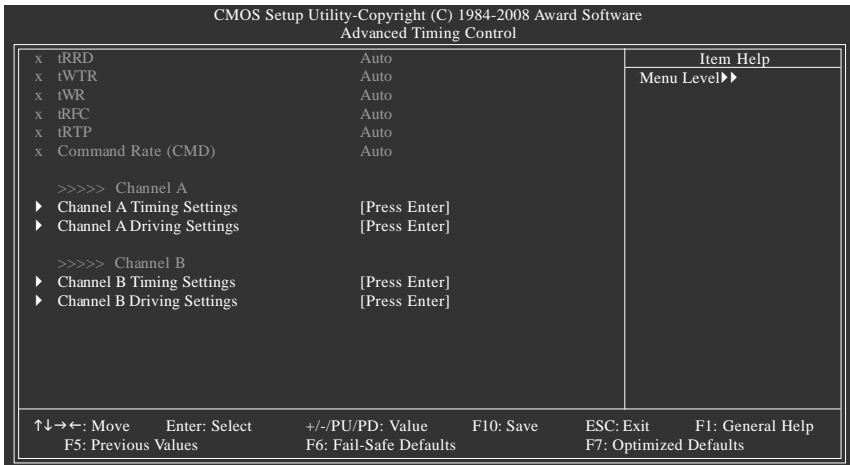 CMOS Setup Utility-Copyright (C) 1984-2008 Award Software
Advanced Timing Control
x tRRD Auto
x tWTR Auto
x tWR Auto
x tRFC Auto
x tRTP Auto
x Command Rate (CMD) Auto
>>>>> Channel A
Channel A Timing Settings [Press Enter]
Channel A Driving Settings [Press Enter]
>>>>> Channel B
Channel B Timing Settings [Press Enter]
Channel B Driving Settings [Press Enter]
Item Help
Menu Level
↑↓→←: Move Enter: Select +/-/PU/PD: Value F10: Save ESC: Exit F1: General Help
F5: Previous Values F6: Fail-Safe Defaults F7: Optimized Defaults